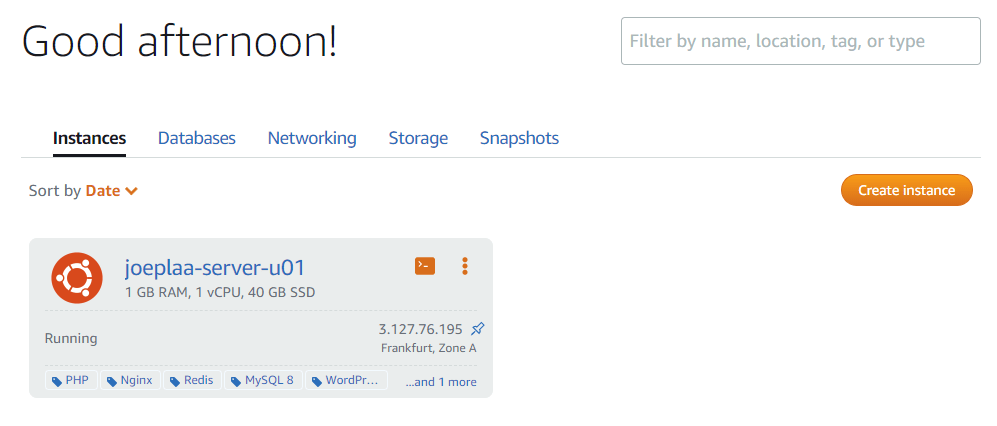 Good afternoon!
Filter by name, location, tag, or type
Instances Databases Networking Storage Snapshots
Sort by Date
Create instance
joeplaa-server-u01
1 GB RAM, 1 vCPU, 40 GB SSD
Running
3.127.76.195
Frankfurt, Zone A
PHP Nginx Redis MySQL 8 WordPr... ...and 1 more